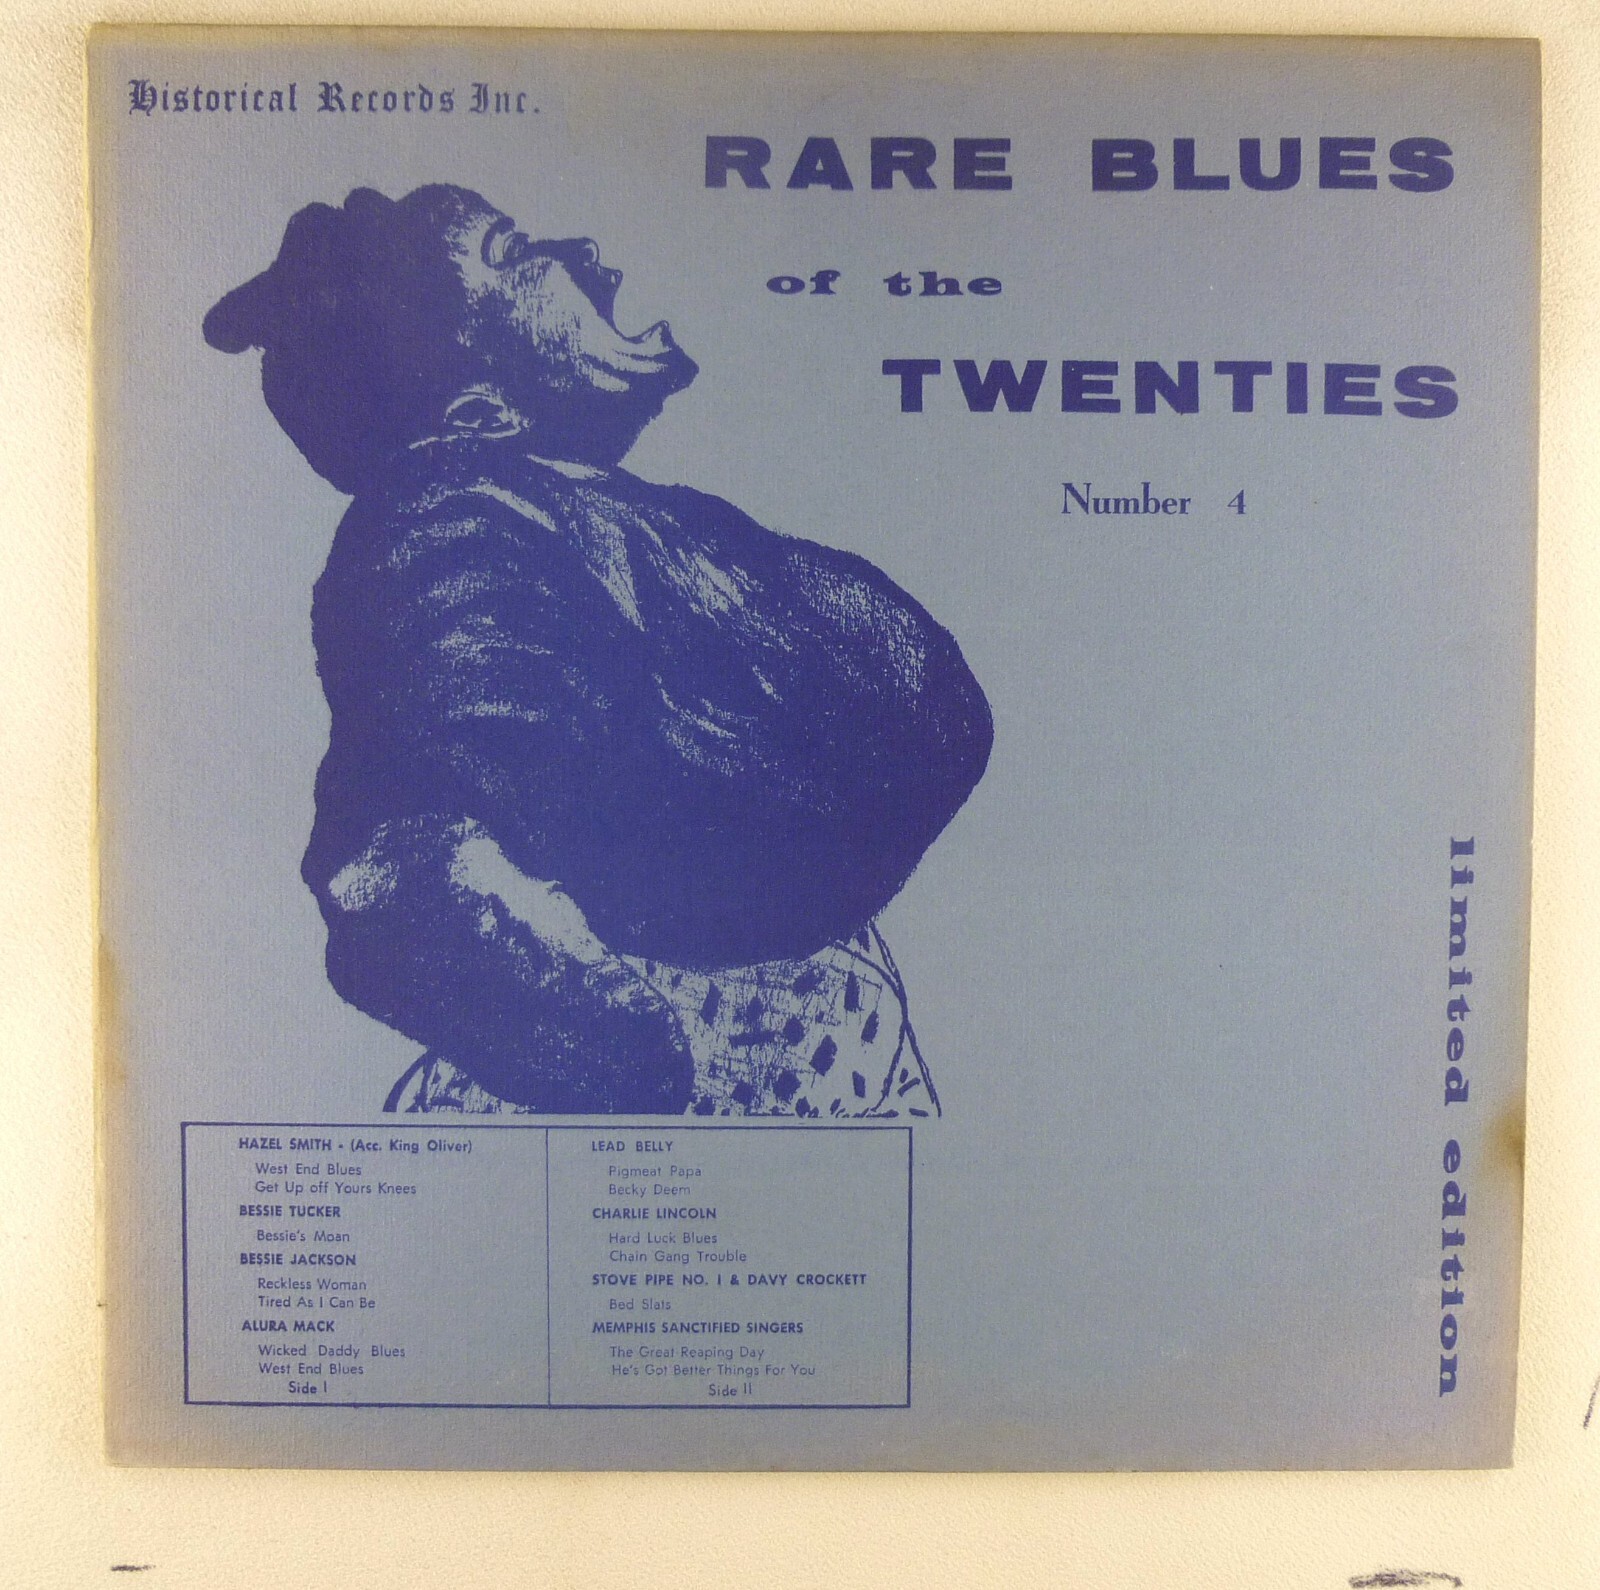 Historical Records Inc.
RARE BLUES
of the
TWENTIES
Number 4
limited edition
HAZEL SMITH - (Acc. King Oliver)
West End Blues
Get Up off Yours Knees
BESSIE TUCKER
Bessie's Moan
BESSIE JACKSON
Reckless Woman
Tired As I Can Be
ALURA MACK
Wicked Daddy Blues
West End Blues
Side I
LEAD BELLY
Pigmeat Papa
Becky Deem
CHARLIE LINCOLN
Hard Luck Blues
Chain Gang Trouble
STOVE PIPE NO. I & DAVY CROCKETT
Bed Slats
MEMPHIS SANCTIFIED SINGERS
The Great Reaping Day
He's Got Better Things For You
Side II